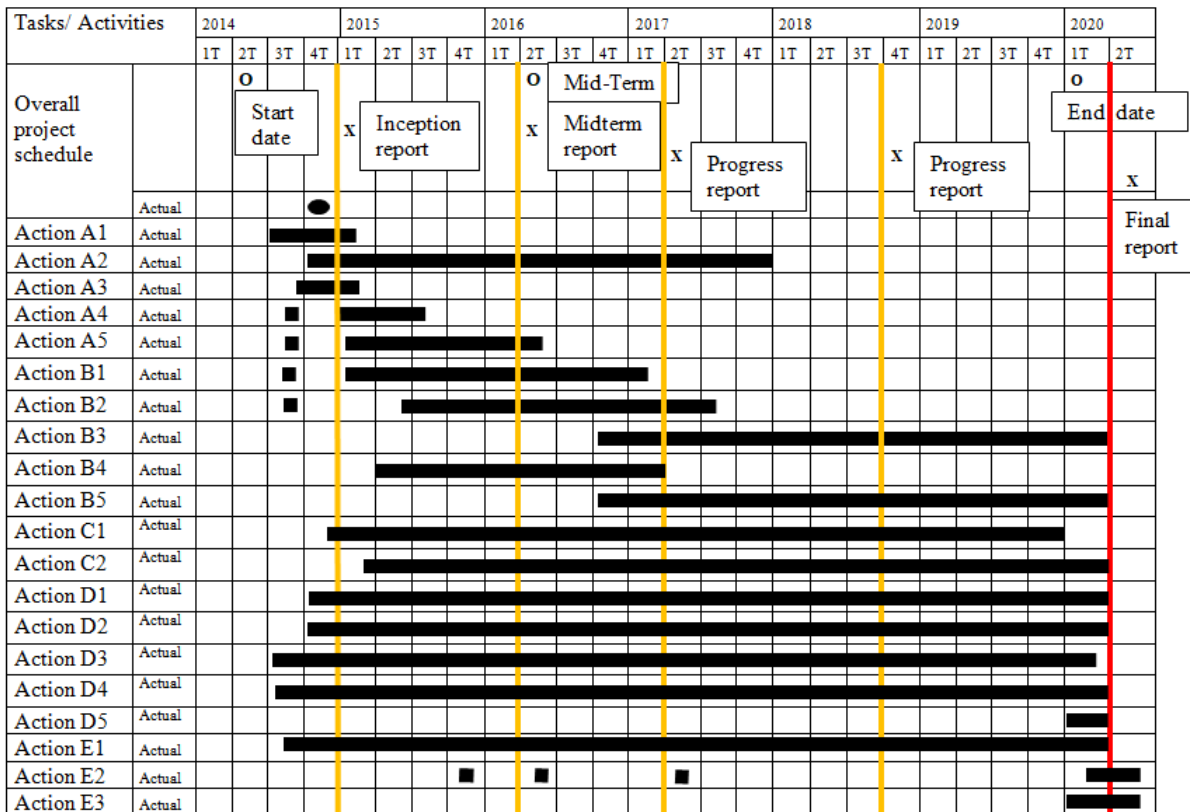 Tasks/ Activities 2014 2015 2016 2017 2018 2019 2020
1T 2T 3T 4T 1T 2T 3T 4T 1T 2T 3T 4T 1T 2T 3T 4T 1T 2T 3T 4T 1T 2T 3T 4T 1T 2T
Overall
project
schedule
O
Start
date
x
Inception
report
O
Mid-Term
x
Midterm
report
x
Progress
report
x
Progress
report
O
End date
x
Final
report
Actual
Action A1 Actual
Action A2 Actual
Action A3 Actual
Action A4 Actual
Action A5 Actual
Action B1 Actual
Action B2 Actual
Action B3 Actual
Action B4 Actual
Action B5 Actual
Action C1 Actual
Action C2 Actual
Action D1 Actual
Action D2 Actual
Action D3 Actual
Action D4 Actual
Action D5 Actual
Action E1 Actual
Action E2 Actual
Action E3 Actual